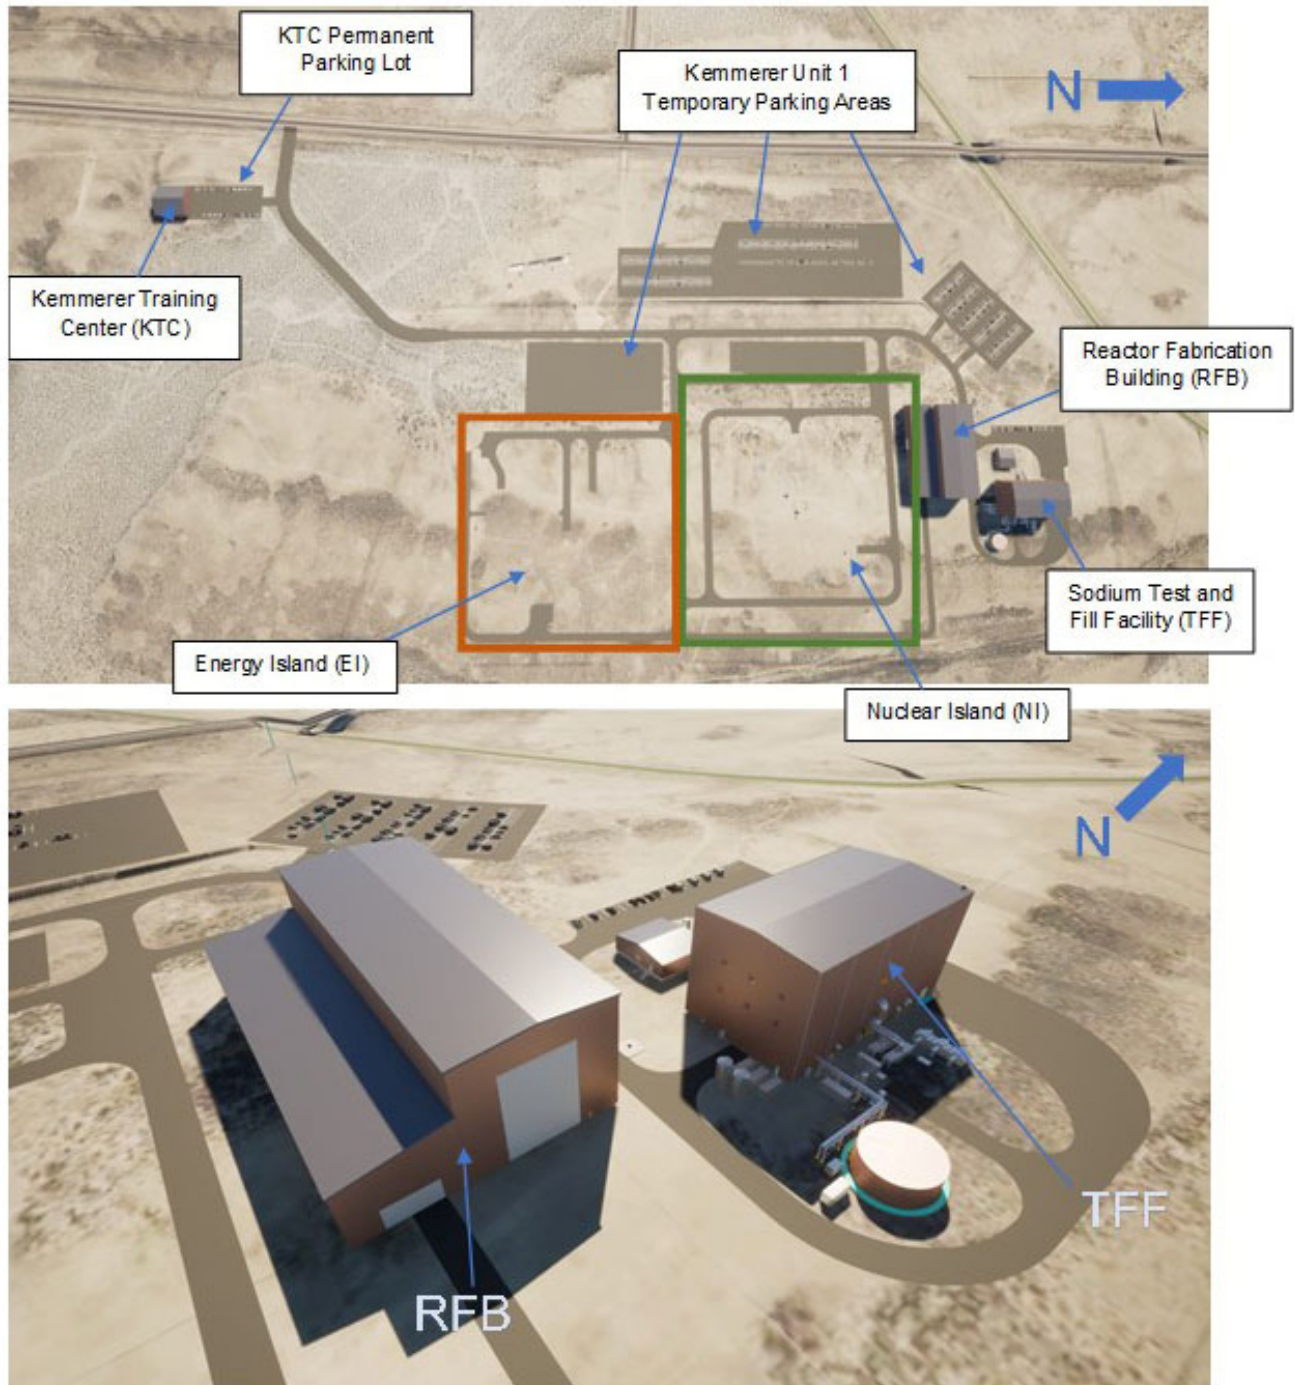 KTC Permanent
Parking Lot
Kemmerer Unit 1
Temporary Parking Areas
N
Kemmerer Training
Center (KTC)
Reactor Fabrication
Building (RFB)
Sodium Test and
Fill Facility (TFF)
Energy Island (EI)
Nuclear Island (NI)
N
TFF
RFB